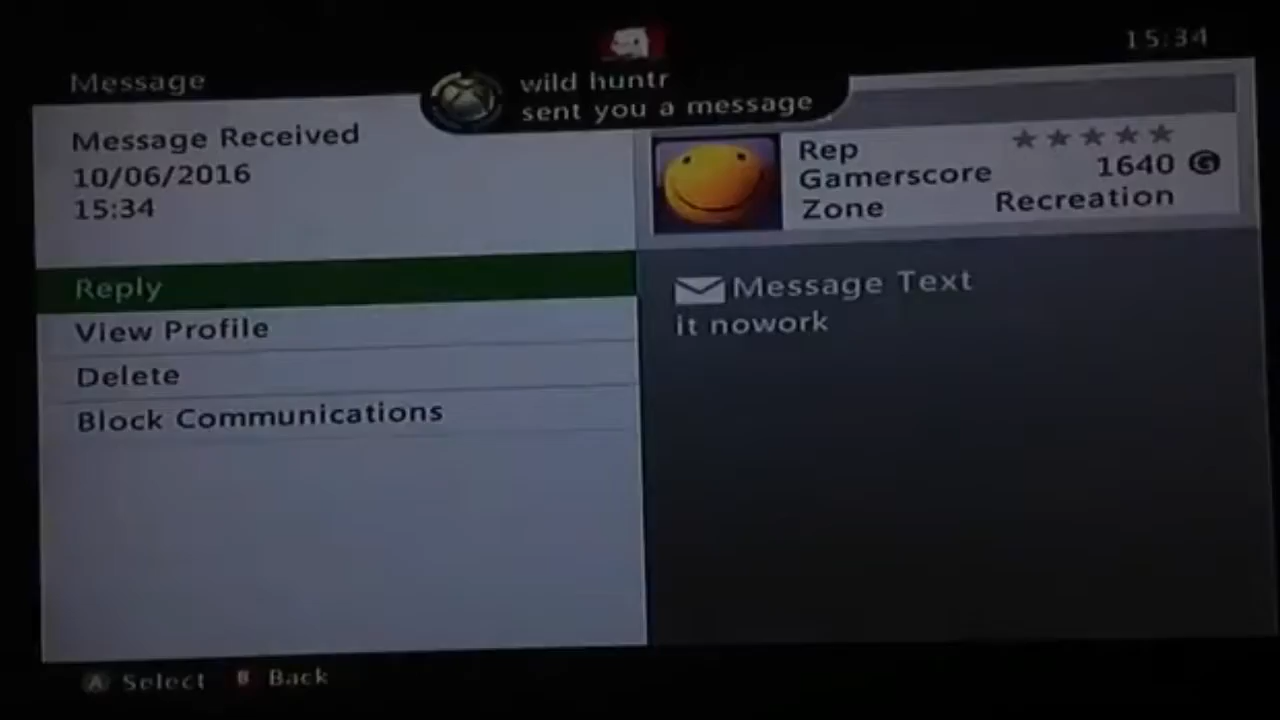 15:34
wild huntr
sent you a message
Message
Message Received
10/06/2016
15:34
Reply
View Profile
Delete
Block Communications
Rep
Gamerscore 1640 G
Zone Recreation
Message Text
it nowork
A Select B Back